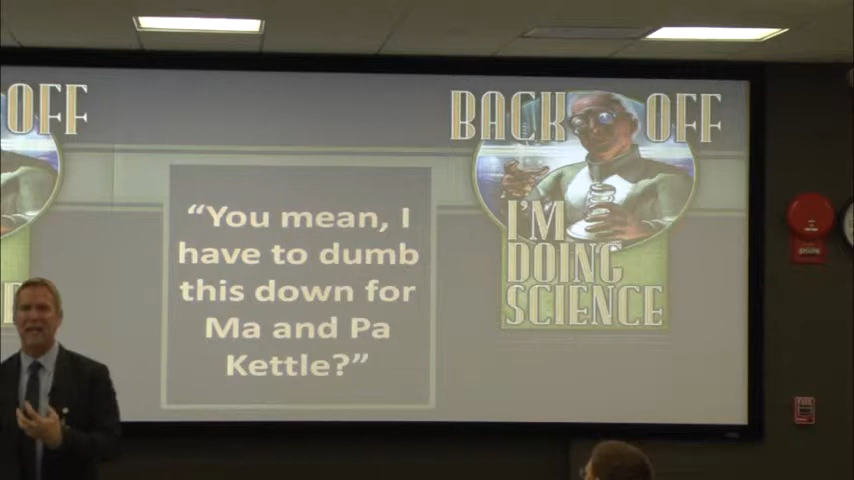 OFF
BACK OFF
I'M
DOING
SCIENCE
"You mean, I
have to dumb
this down for
Ma and Pa
Kettle?"